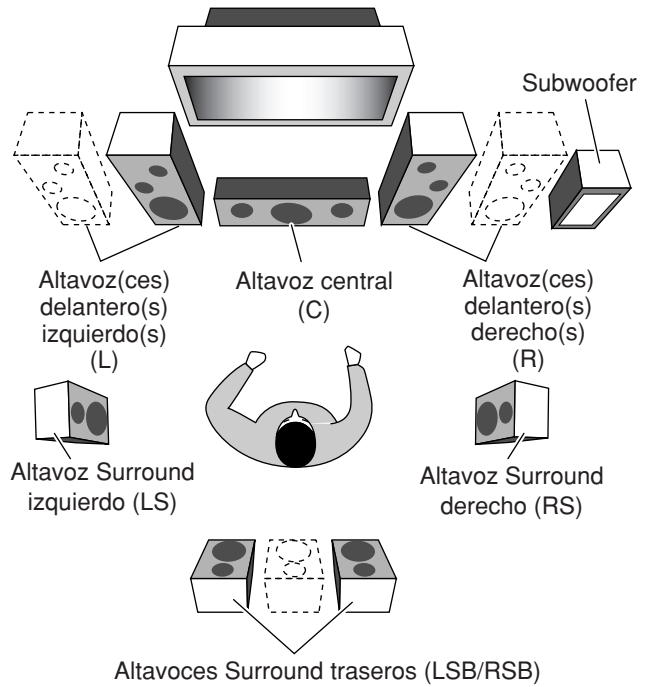 Subwoofer
Altavoz(ces)
delantero(s)
izquierdo(s)
(L)
Altavoz central
(C)
Altavoz(ces)
delantero(s)
derecho(s)
(R)
Altavoz Surround
izquierdo (LS)
Altavoz Surround
derecho (RS)
Altavoces Surround traseros (LSB/RSB)